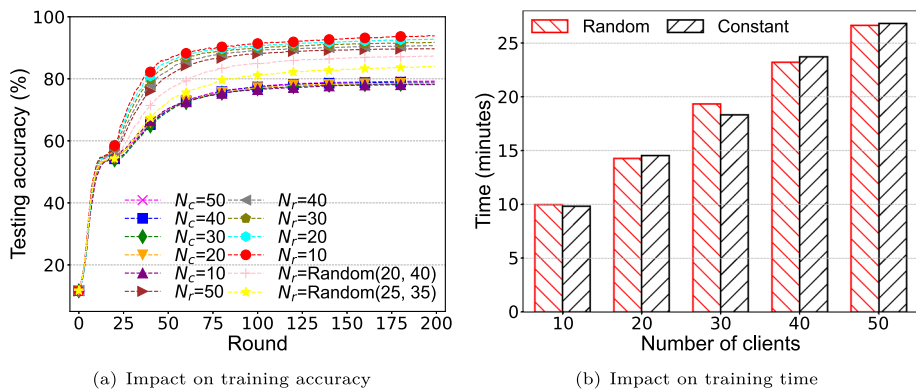 100
80
60
40
20
Testing accuracy (%)
N_c=50
N_c=40
N_c=30
N_c=20
N_c=10
N_r=50
N_r=40
N_r=30
N_r=20
N_r=10
N_r=Random(20, 40)
N_r=Random(25, 35)
0 25 50 75 100 125 150 175 200
Round
(a) Impact on training accuracy
Random Constant
25
20
15
10
5
0
Time (minutes)
10 20 30 40 50
Number of clients
(b) Impact on training time